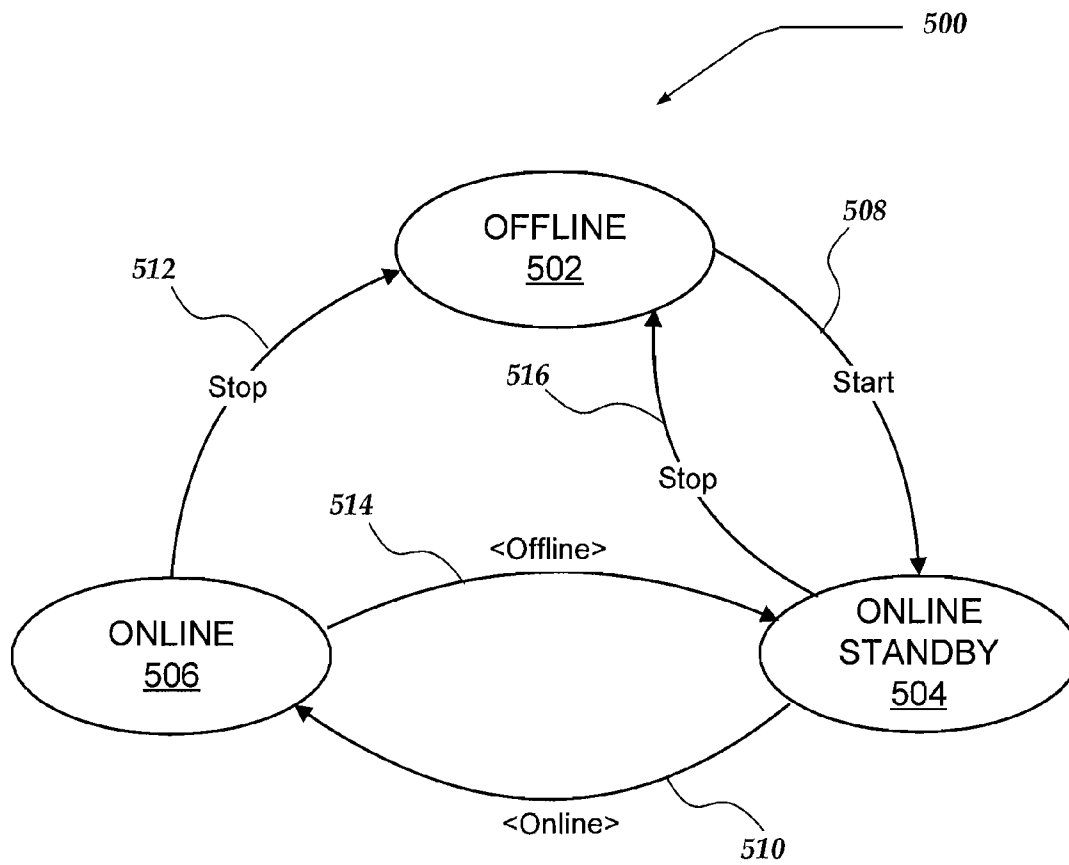 500
OFFLINE
502
508
512
Stop
516
Start
Stop
514
<Offline>
ONLINE
506
ONLINE
STANDBY
504
<Online>
510